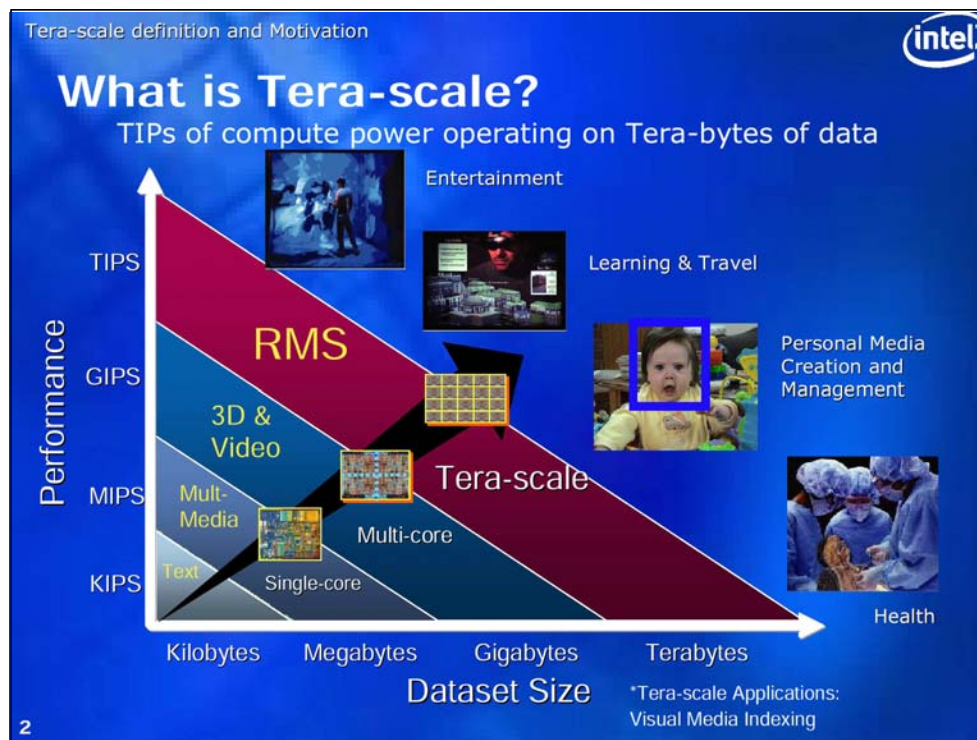 Tera-scale definition and Motivation
intel
What is Tera-scale?
TIPs of compute power operating on Tera-bytes of data
Entertainment
Learning & Travel
Personal Media
Creation and
Management
Health
Performance
TIPS
GIPS
MIPS
KIPS
RMS
3D &
Video
Mult-
Media
Text
Tera-scale
Multi-core
Single-core
Kilobytes
Megabytes
Gigabytes
Terabytes
Dataset Size
*Tera-scale Applications:
Visual Media Indexing
2